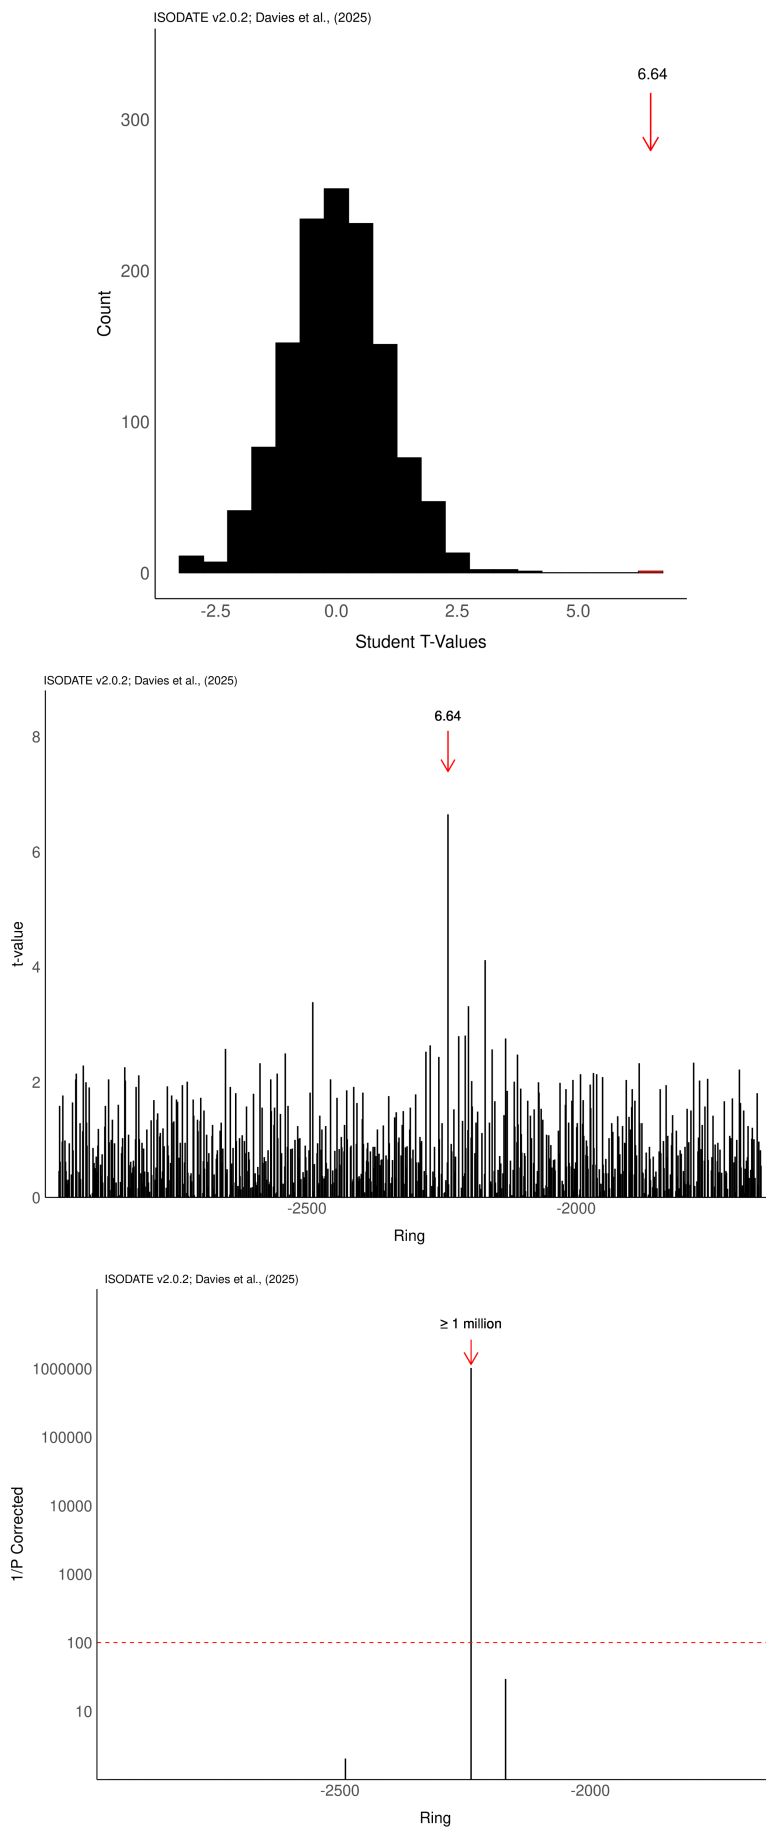 ISODATE v2.0.2; Davies et al., (2025)
6.64
300
200
100
0
Count
-2.5 0.0 2.5 5.0
Student T-Values
ISODATE v2.0.2; Davies et al., (2025)
6.64
8
6
4
2
0
t-value
-2500 -2000
Ring
ISODATE v2.0.2; Davies et al., (2025)
≥ 1 million
1000000
100000
10000
1000
100
10
1/P Corrected
-2500 -2000
Ring